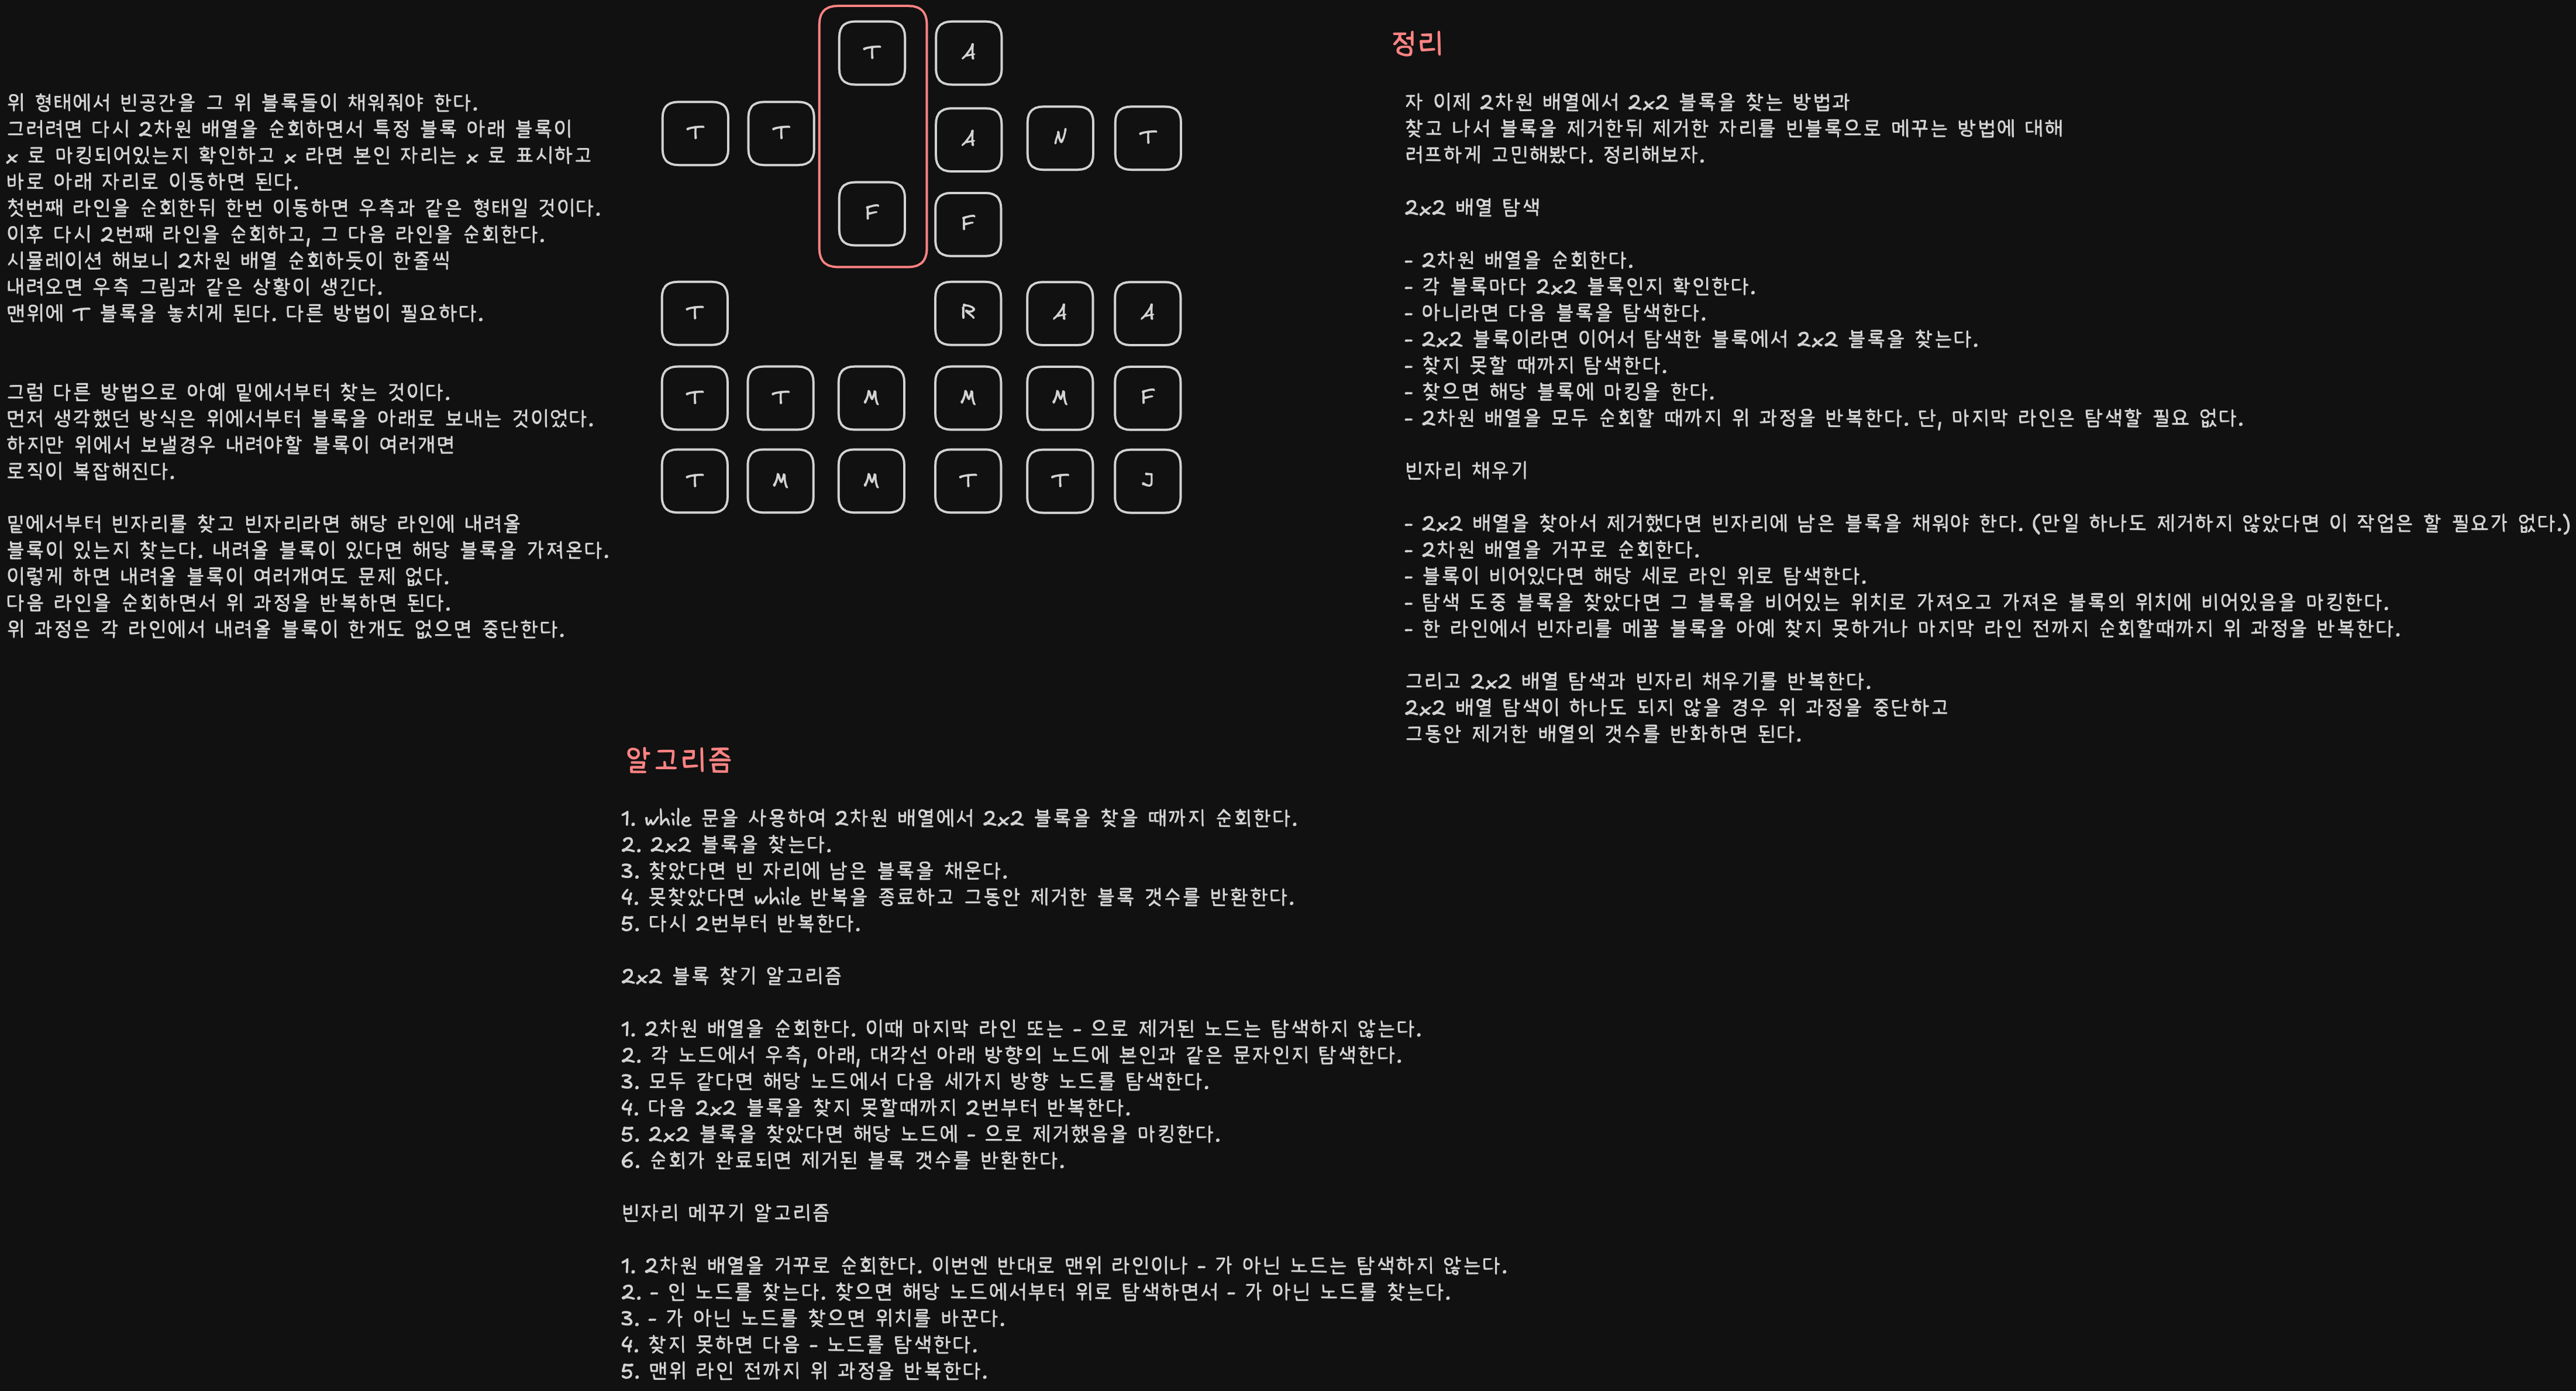 위 형태에서 빈공간을 그 위 블록들이 채워줘야 한다.
그러려면 다시 2차원 배열을 순회하면서 특정 블록 아래 블록이
x 로 마킹되어있는지 확인하고 x 라면 본인 자리는 x 로 표시하고
바로 아래 자리로 이동하면 된다.
첫번째 라인을 순회한뒤 한번 이동하면 우측과 같은 형태일 것이다.
이후 다시 2번째 라인을 순회하고, 그 다음 라인을 순회한다.
시뮬레이션 해보니 2차원 배열 순회하듯이 한줄씩
내려오면 우측 그림과 같은 상황이 생긴다.
맨위에 T 블록을 놓치게 된다. 다른 방법이 필요하다.
그럼 다른 방법으로 아예 밑에서부터 찾는 것이다.
먼저 생각했던 방식은 위에서부터 블록을 아래로 보내는 것이었다.
하지만 위에서 보낼경우 내려야할 블록이 여러개면
로직이 복잡해진다.
밑에서부터 빈자리를 찾고 빈자리라면 해당 라인에 내려올
블록이 있는지 찾는다. 내려올 블록이 있다면 해당 블록을 가져온다.
이렇게 하면 내려올 블록이 여러개여도 문제 없다.
다음 라인을 순회하면서 위 과정을 반복하면 된다.
위 과정은 각 라인에서 내려올 블록이 한개도 없으면 중단한다.
T A
T T A N T
F F
T R A A
T T M M M F
T M M T T J
정리
자 이제 2차원 배열에서 2x2 블록을 찾는 방법과
찾고 나서 블록을 제거한뒤 제거한 자리를 빈블록으로 메꾸는 방법에 대해
러프하게 고민해봤다. 정리해보자.
2x2 배열 탐색
- 2차원 배열을 순회한다.
- 각 블록마다 2x2 블록인지 확인한다.
- 아니라면 다음 블록을 탐색한다.
- 2x2 블록이라면 이어서 탐색한 블록에서 2x2 블록을 찾는다.
- 찾지 못할 때까지 탐색한다.
- 찾으면 해당 블록에 마킹을 한다.
- 2차원 배열을 모두 순회할 때까지 위 과정을 반복한다. 단, 마지막 라인은 탐색할 필요 없다.
빈자리 채우기
- 2x2 배열을 찾아서 제거했다면 빈자리에 남은 블록을 채워야 한다. (만일 하나도 제거하지 않았다면 이 작업은 할 필요가 없다.)
- 2차원 배열을 거꾸로 순회한다.
- 블록이 비어있다면 해당 세로 라인 위로 탐색한다.
- 탐색 도중 블록을 찾았다면 그 블록을 비어있는 위치로 가져오고 가져온 블록의 위치에 비어있음을 마킹한다.
- 한 라인에서 빈자리를 메꿀 블록을 아예 찾지 못하거나 마지막 라인 전까지 순회할때까지 위 과정을 반복한다.
그리고 2x2 배열 탐색과 빈자리 채우기를 반복한다.
2x2 배열 탐색이 하나도 되지 않을 경우 위 과정을 중단하고
그동안 제거한 배열의 갯수를 반화하면 된다.
알고리즘
1. while 문을 사용하여 2차원 배열에서 2x2 블록을 찾을 때까지 순회한다.
2. 2x2 블록을 찾는다.
3. 찾았다면 빈 자리에 남은 블록을 채운다.
4. 못찾았다면 while 반복을 종료하고 그동안 제거한 블록 갯수를 반환한다.
5. 다시 2번부터 반복한다.
2x2 블록 찾기 알고리즘
1. 2차원 배열을 순회한다. 이때 마지막 라인 또는 - 으로 제거된 노드는 탐색하지 않는다.
2. 각 노드에서 우측, 아래, 대각선 아래 방향의 노드에 본인과 같은 문자인지 탐색한다.
3. 모두 같다면 해당 노드에서 다음 세가지 방향 노드를 탐색한다.
4. 다음 2x2 블록을 찾지 못할때까지 2번부터 반복한다.
5. 2x2 블록을 찾았다면 해당 노드에 - 으로 제거했음을 마킹한다.
6. 순회가 완료되면 제거된 블록 갯수를 반환한다.
빈자리 메꾸기 알고리즘
1. 2차원 배열을 거꾸로 순회한다. 이번엔 반대로 맨위 라인이나 - 가 아닌 노드는 탐색하지 않는다.
2. - 인 노드를 찾는다. 찾으면 해당 노드에서부터 위로 탐색하면서 - 가 아닌 노드를 찾는다.
3. - 가 아닌 노드를 찾으면 위치를 바꾼다.
4. 찾지 못하면 다음 - 노드를 탐색한다.
5. 맨위 라인 전까지 위 과정을 반복한다.